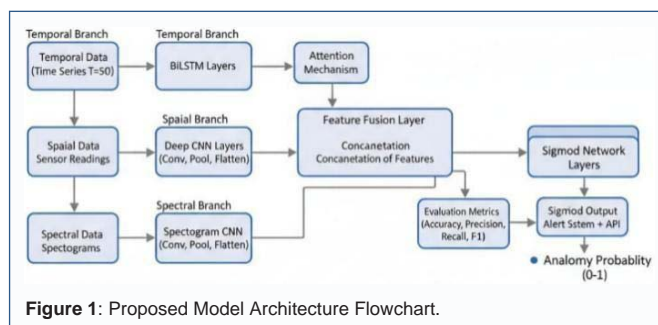 Temporal Branch
Temporal Data
(Time Series T=50)
Temporal Branch
BiLSTM Layers
Attention
Mechanism
Spaial Data
Sensor Readings
Spaial Branch
Deep CNN Layers
(Conv, Pool, Flatten)
Feature Fusion Layer
Concanetation
Concanetation of Features
Sigmod Network
Layers
Spectral Data
Spectograms
Spectral Branch
Spectogram CNN
(Conv, Pool, Flatten)
Evaluation Metrics
(Accuracy, Precision,
Recall, F1)
Sigmod Output
Alert Sstem + API
Analomy Probablity
(0-1)
Figure 1: Proposed Model Architecture Flowchart.